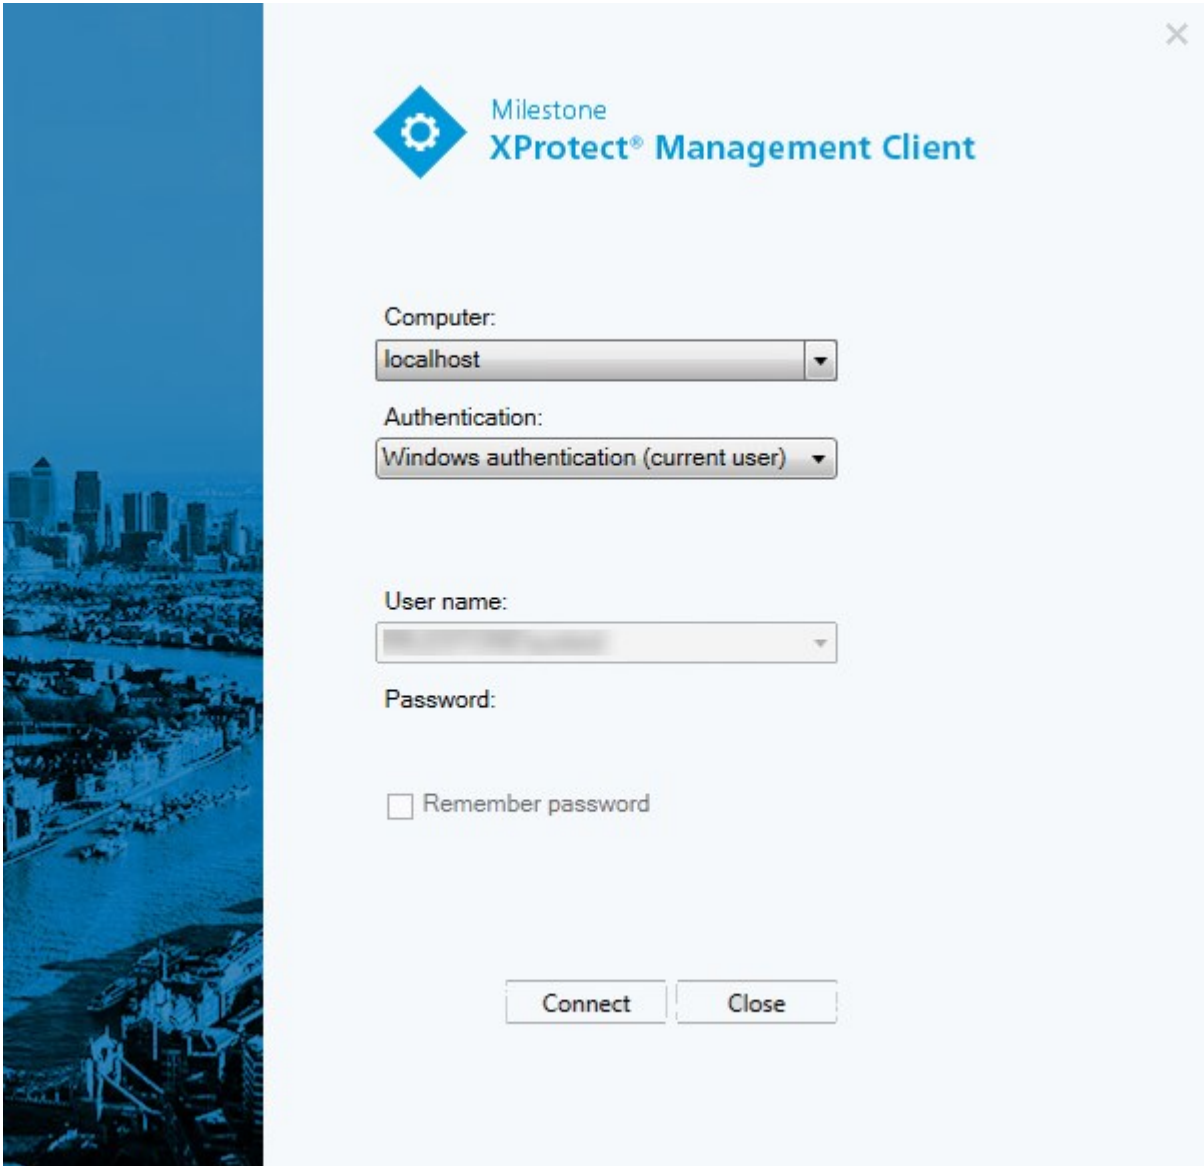 Milestone
XProtect® Management Client
Computer:
localhost
Authentication:
Windows authentication (current user)
User name:
Password:
Remember password
Connect
Close